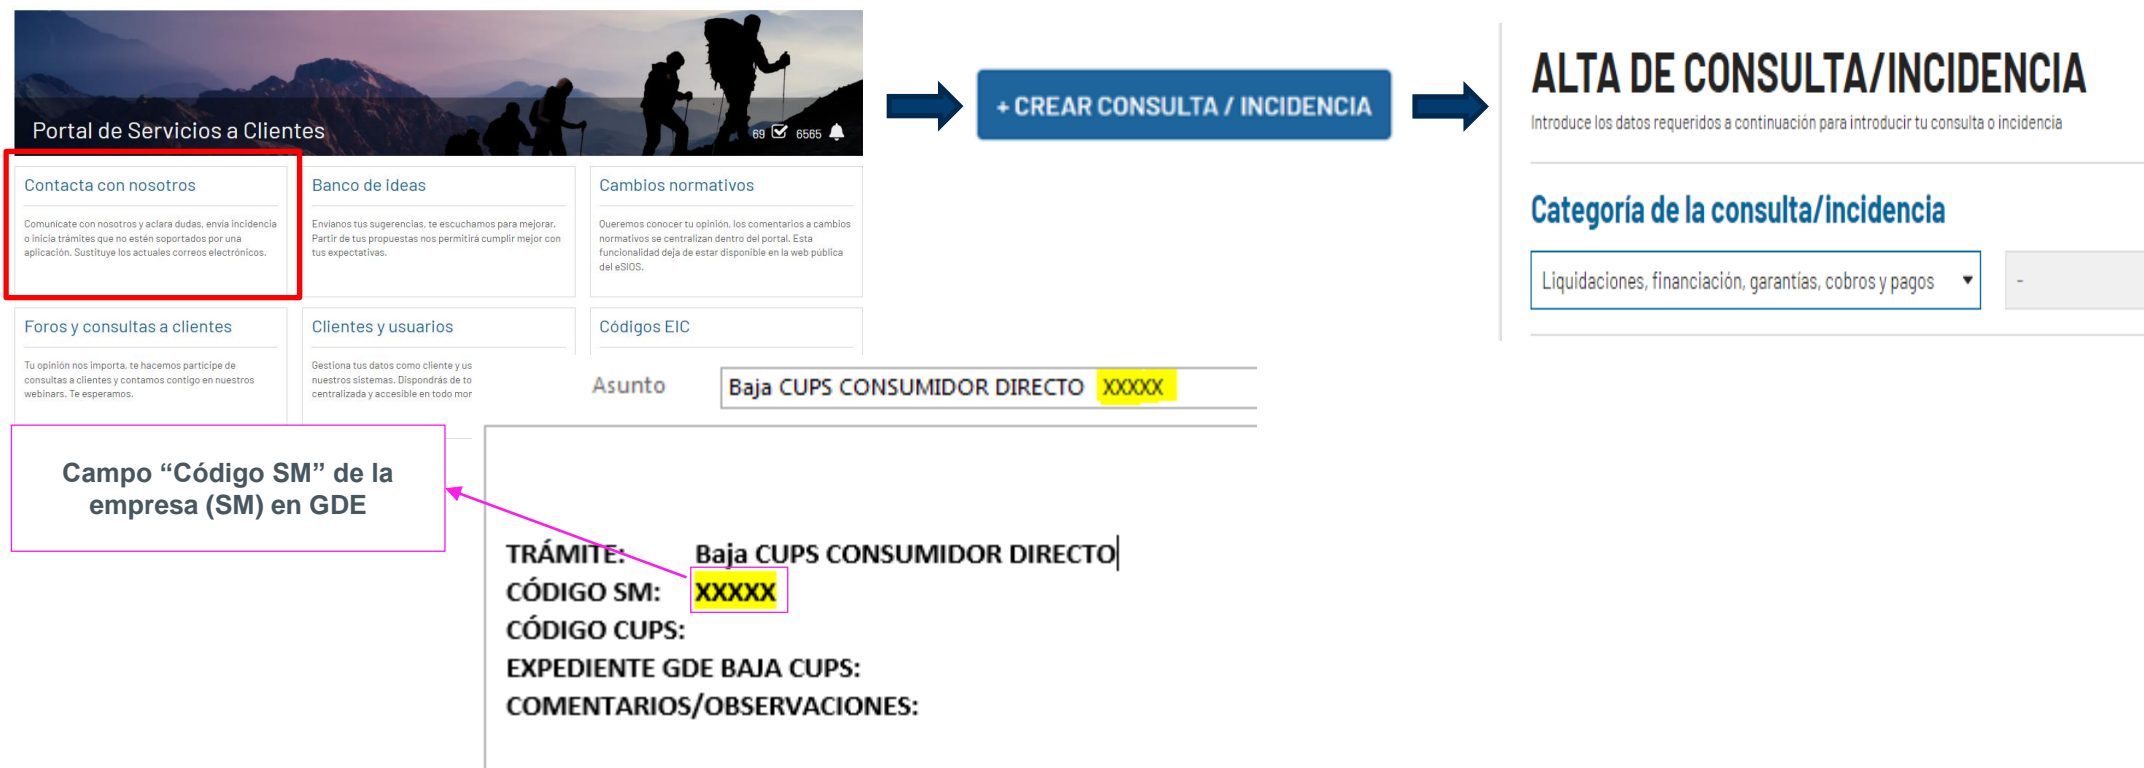 Portal de Servicios a Clientes
69 6565
Contacta con nosotros
Comunícate con nosotros y aclara dudas, envía incidencia
o inicia trámites que no estén soportados por una
aplicación. Sustituye los actuales correos electrónicos.
Banco de ideas
Envíanos tus sugerencias, te escuchamos para mejorar.
Partir de tus propuestas nos permitirá cumplir mejor con
tus expectativas.
Cambios normativos
Queremos conocer tu opinión, los comentarios a cambios
normativos se centralizan dentro del portal. Esta
funcionalidad deja de estar disponible en la web pública
del eSIOS.
Foros y consultas a clientes
Tu opinión nos importa, te hacemos partícipe de
consultas a clientes y contamos contigo en nuestros
webinars. Te esperamos.
Clientes y usuarios
Gestiona tus datos como cliente y us
nuestros sistemas. Dispondrás de to
centralizada y accesible en todo mor
Códigos EIC
+ CREAR CONSULTA / INCIDENCIA
ALTA DE CONSULTA/INCIDENCIA
Introduce los datos requeridos a continuación para introducir tu consulta o incidencia
Categoría de la consulta/incidencia
Liquidaciones, financiación, garantías, cobros y pagos
-
Asunto Baja CUPS CONSUMIDOR DIRECTO XXXXX
Campo “Código SM” de la
empresa (SM) en GDE
TRÁMITE: Baja CUPS CONSUMIDOR DIRECTO
CÓDIGO SM: XXXXX
CÓDIGO CUPS:
EXPEDIENTE GDE BAJA CUPS:
COMENTARIOS/OBSERVACIONES: